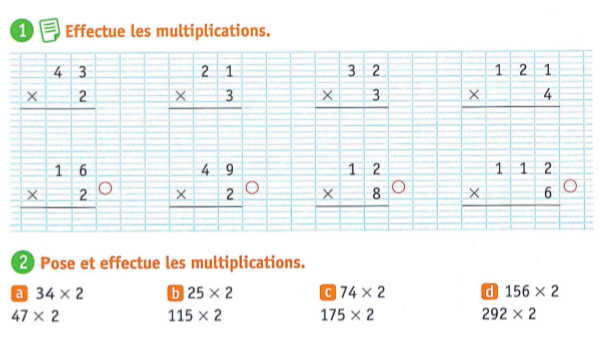 1 Effectue les multiplications.
4 3 2 1 3 2 1 2 1
× 2 × 3 × 3 × 4
1 6 4 9 1 2 1 1 2
× 2 × 2 × 8 × 6
2 Pose et effectue les multiplications.
a 34 × 2 b 25 × 2 c 74 × 2 d 156 × 2
47 × 2 115 × 2 175 × 2 292 × 2